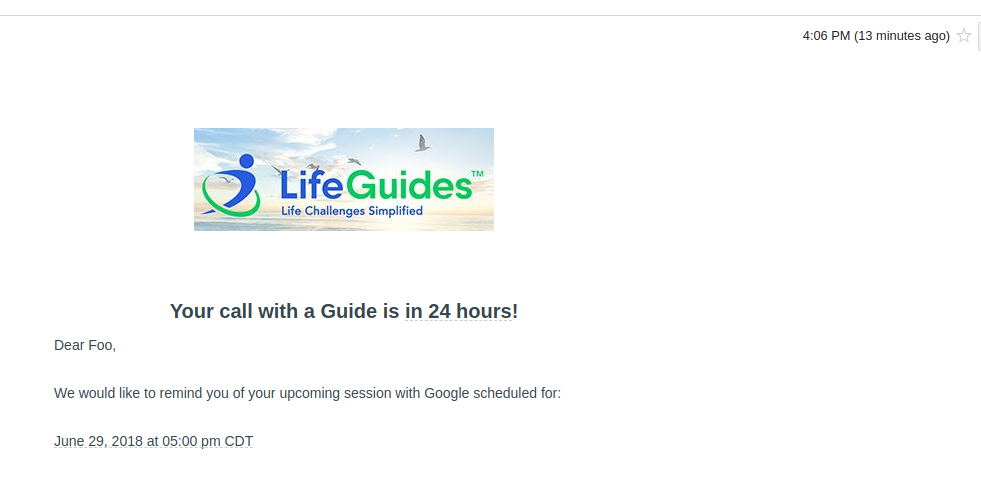 4:06 PM (13 minutes ago)
LifeGuides™
Life Challenges Simplified
Your call with a Guide is in 24 hours!
Dear Foo,
We would like to remind you of your upcoming session with Google scheduled for:
June 29, 2018 at 05:00 pm CDT